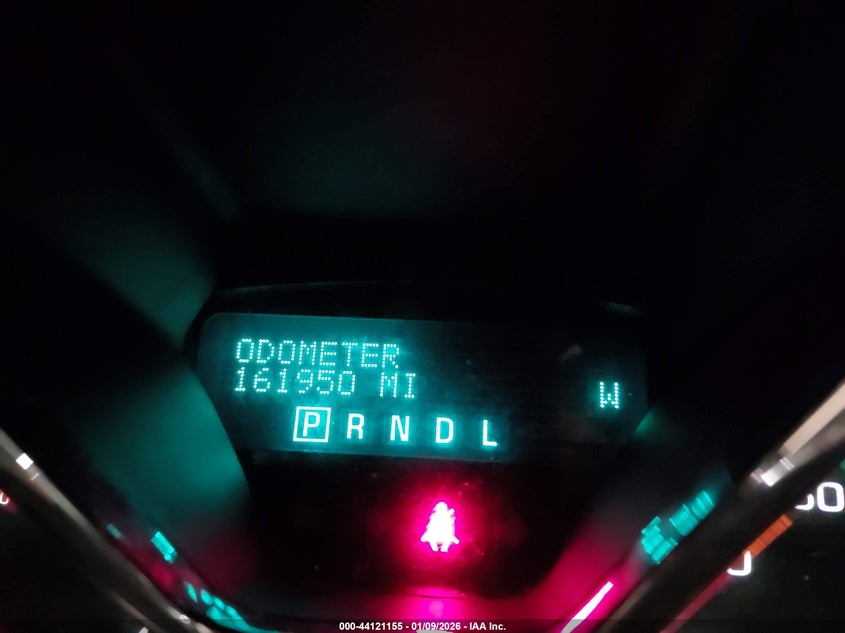 ODOMETER
161950 MI
W
P R N D L
000-44121155 - 01/09/2026 - IAA Inc.